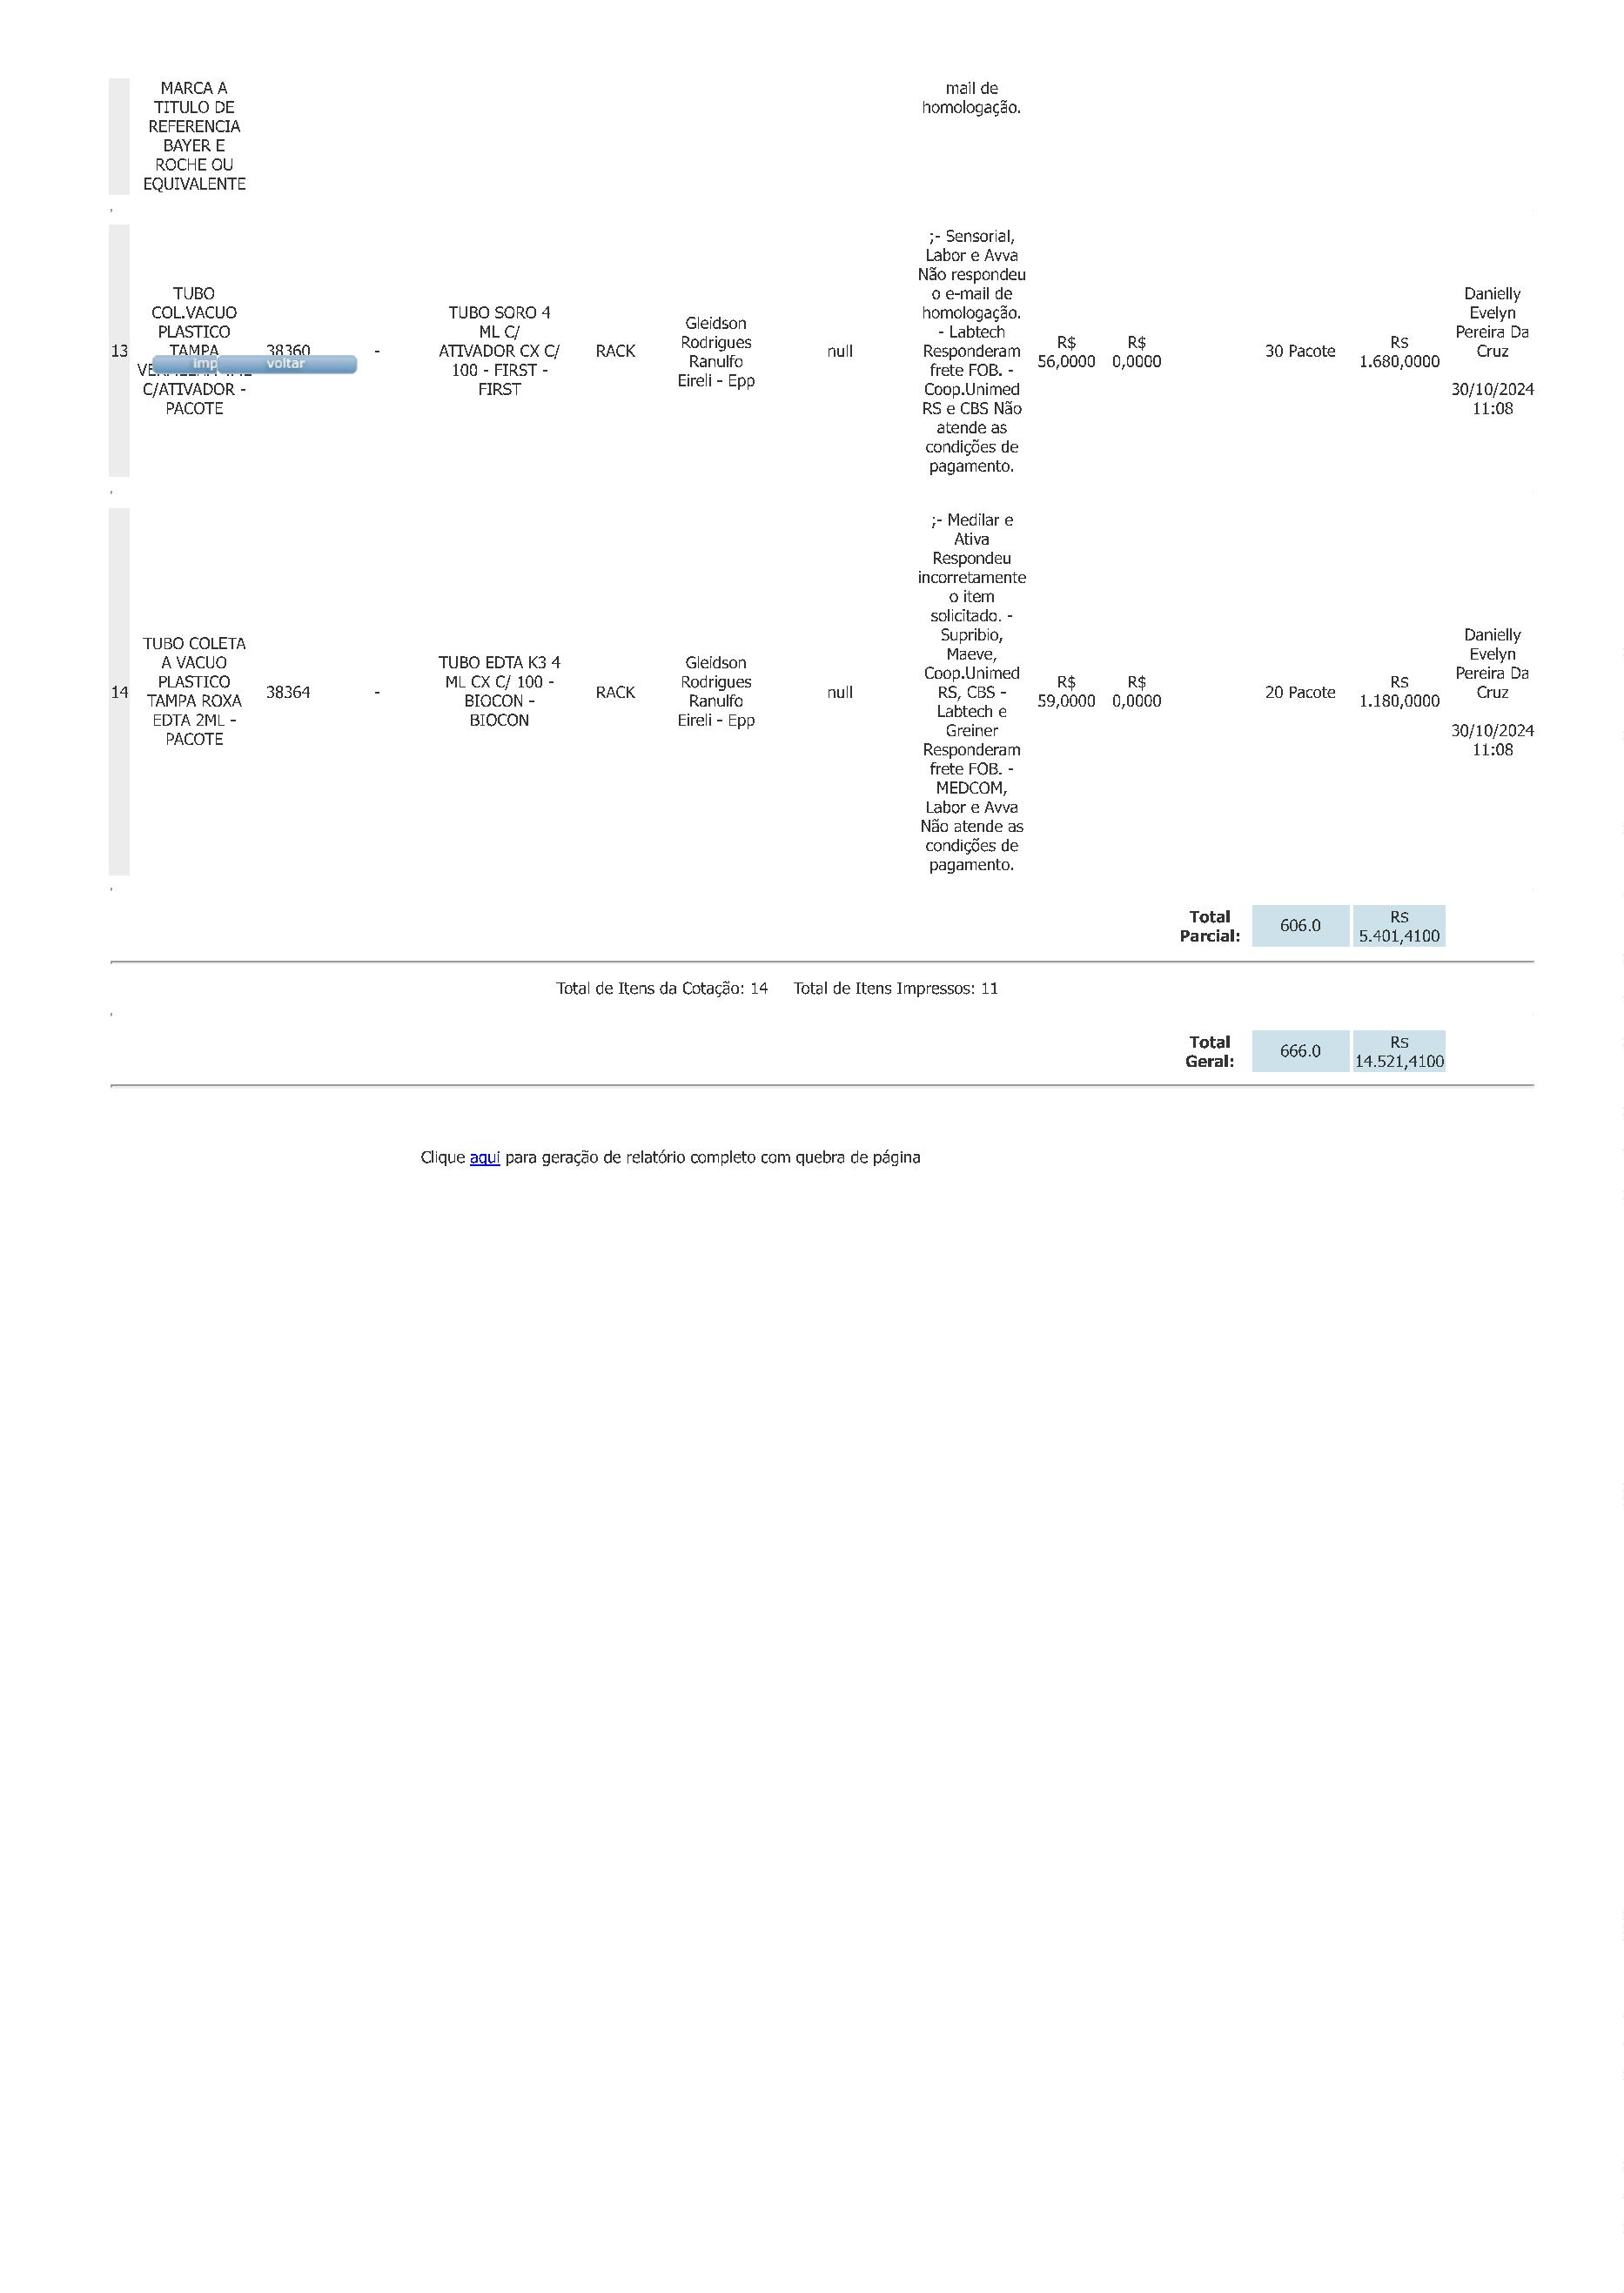 MARCA A
TITULO DE
REFERENCIA
BAYER E
ROCHE OU
EQUIVALENTE
mail de
homologação.
13
TUBO
COL.VACUO
PLASTICO
TAMPA
C/ATIVADOR -
PACOTE
imp
voltar
38360
-
TUBO SORO 4
ML C/
ATIVADOR CX C/
100 - FIRST -
FIRST
RACK
Gleidson
Rodrigues
Ranulfo
Eireli - Epp
null
;- Sensorial,
Labor e Avva
Não respondeu
o e-mail de
homologação.
- Labtech
Responderam
frete FOB. -
Coop.Unimed
RS e CBS Não
atende as
condições de
pagamento.
R$
56,0000
R$
0,0000
30 Pacote
R$
1.680,0000
Danielly
Evelyn
Pereira Da
Cruz
30/10/2024
11:08
14
TUBO COLETA
A VACUO
PLASTICO
TAMPA ROXA
EDTA 2ML -
PACOTE
38364
-
TUBO EDTA K3 4
ML CX C/ 100 -
BIOCON -
BIOCON
RACK
Gleidson
Rodrigues
Ranulfo
Eireli - Epp
null
;- Medilar e
Ativa
Respondeu
incorretamente
o item
solicitado. -
Supribio,
Maeve,
Coop.Unimed
RS, CBS -
Labtech e
Greiner
Responderam
frete FOB. -
MEDCOM,
Labor e Avva
Não atende as
condições de
pagamento.
R$
59,0000
R$
0,0000
20 Pacote
R$
1.180,0000
Danielly
Evelyn
Pereira Da
Cruz
30/10/2024
11:08
Total
Parcial:
606.0
R$
5.401,4100
Total de Itens da Cotação: 14 Total de Itens Impressos: 11
Total
Geral:
666.0
R$
14.521,4100
Clique aqui para geração de relatório completo com quebra de página